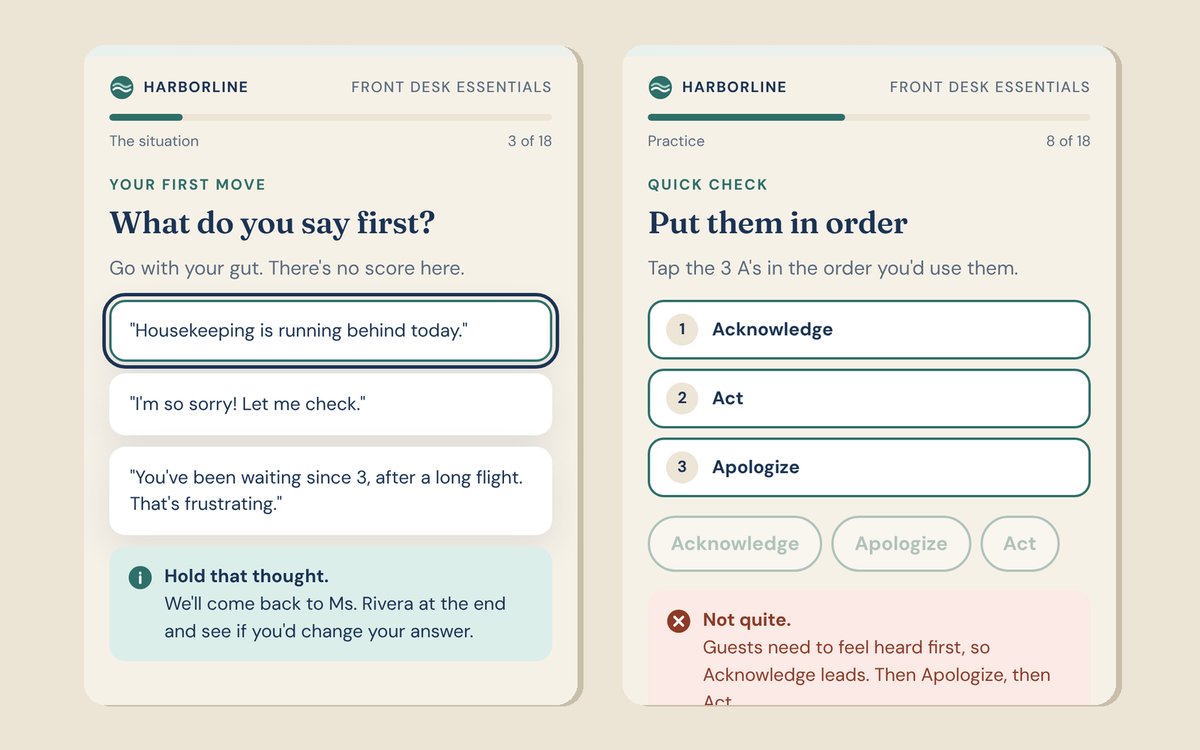 HARBORLINE
FRONT DESK ESSENTIALS
The situation
3 of 18
YOUR FIRST MOVE
What do you say first?
Go with your gut. There's no score here.
"Housekeeping is running behind today."
"I'm so sorry! Let me check."
"You've been waiting since 3, after a long flight.
That's frustrating."
Hold that thought.
We'll come back to Ms. Rivera at the end
and see if you'd change your answer.
HARBORLINE
FRONT DESK ESSENTIALS
Practice
8 of 18
QUICK CHECK
Put them in order
Tap the 3 A's in the order you'd use them.
1 Acknowledge
2 Act
3 Apologize
Acknowledge
Apologize
Act
Not quite.
Guests need to feel heard first, so
Acknowledge leads. Then Apologize, then
Act